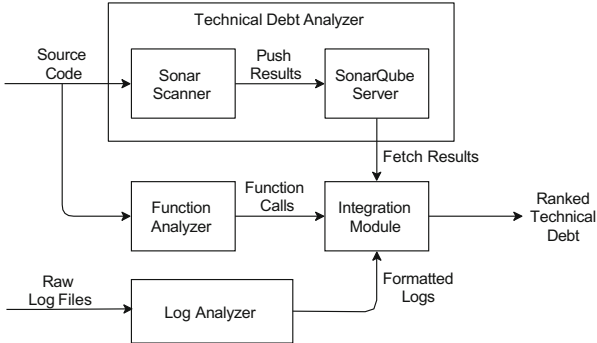 Technical Debt Analyzer
Source
Code
Sonar
Scanner
Push
Results
SonarQube
Server
Fetch Results
Function
Analyzer
Function
Calls
Integration
Module
Ranked
Technical
Debt
Raw
Log Files
Log Analyzer
Formatted
Logs